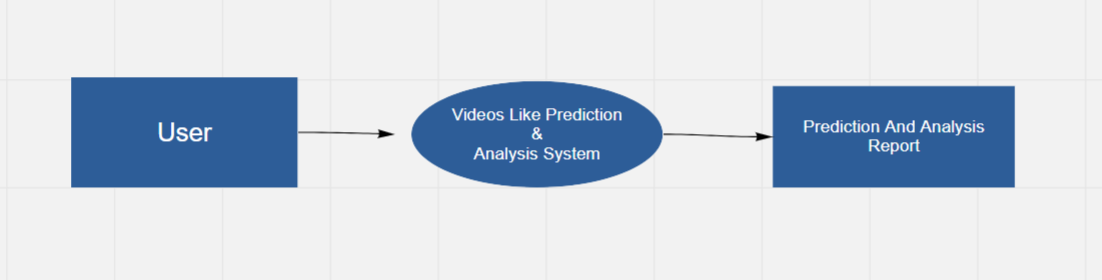 User
Videos Like Prediction
&
Analysis System
Prediction And Analysis
Report